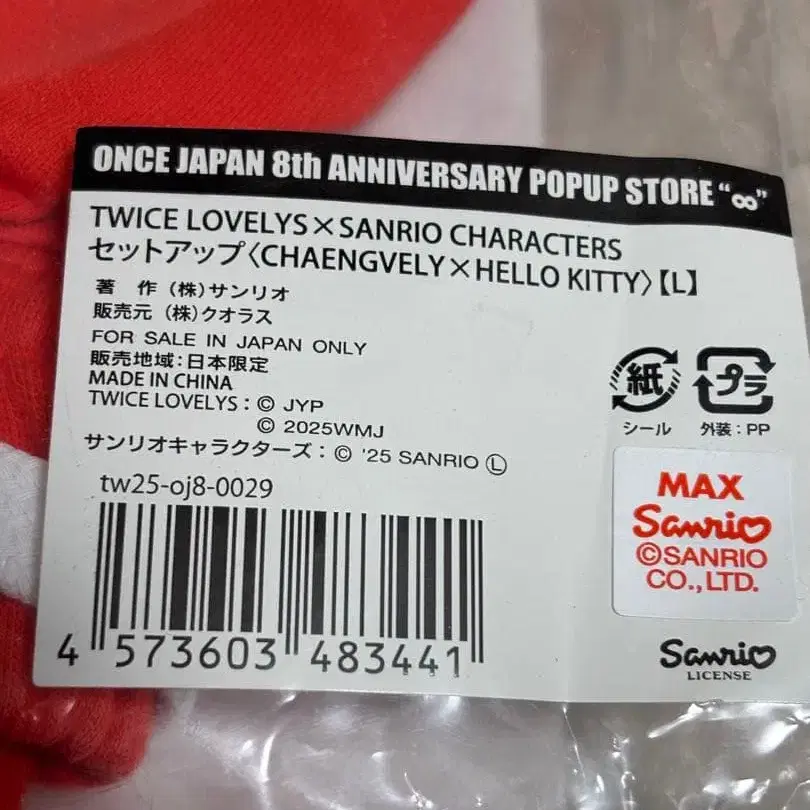 ONCE JAPAN 8th ANNIVERSARY POPUP STORE “∞”
TWICE LOVELYS×SANRIO CHARACTERS
セットアップ〈CHAENGVELY×HELLO KITTY〉【L】
著　作（株）サンリオ
販売元（株）クオラス
FOR SALE IN JAPAN ONLY
販売地域：日本限定
MADE IN CHINA
TWICE LOVELYS：© JYP
© 2025WMJ
サンリオキャラクターズ：© '25 SANRIO Ⓛ
tw25-oj8-0029
4 573603 483441
紙
シール
プラ
外装：PP
MAX
Sanrio
©SANRIO
CO.,LTD.
Sanrio
LICENSE